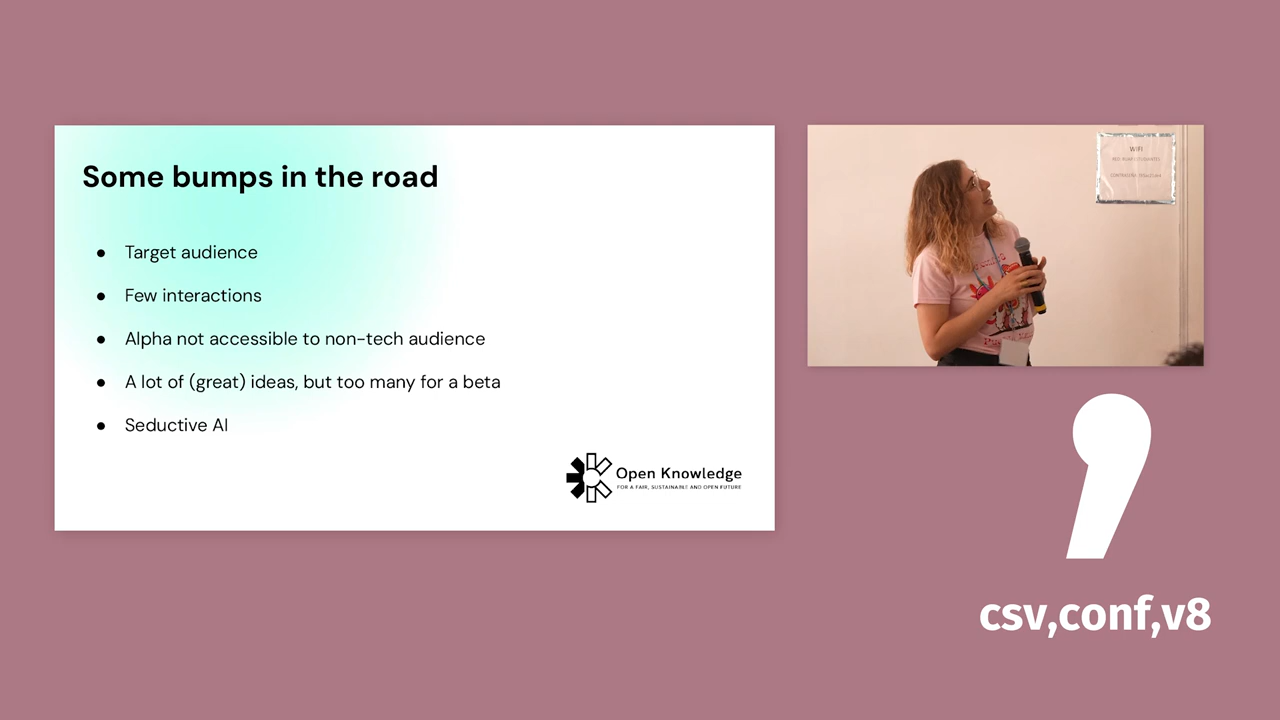 Some bumps in the road
● Target audience
● Few interactions
● Alpha not accessible to non-tech audience
● A lot of (great) ideas, but too many for a beta
● Seductive AI
Open Knowledge
FOR A FAIR, SUSTAINABLE AND OPEN FUTURE
WIFI
csv,conf,v8